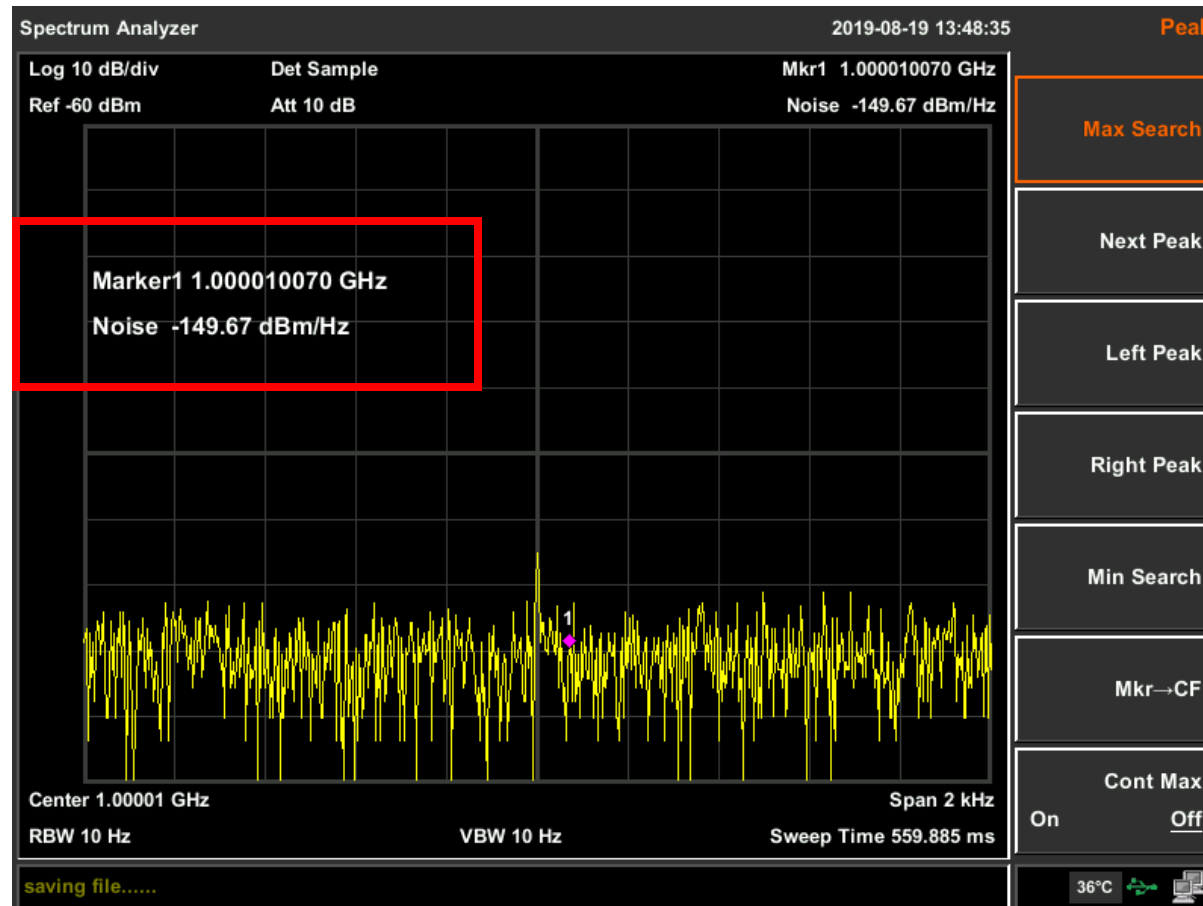 Spectrum Analyzer 2019-08-19 13:48:35
Log 10 dB/div Det Sample Mkr1 1.000010070 GHz
Ref -60 dBm Att 10 dB Noise -149.67 dBm/Hz
Marker1 1.000010070 GHz
Noise -149.67 dBm/Hz
1
Center 1.00001 GHz Span 2 kHz
RBW 10 Hz VBW 10 Hz Sweep Time 559.885 ms
saving file......
Max Search
Next Peak
Left Peak
Right Peak
Min Search
Mkr→CF
Cont Max
On Off
36°C